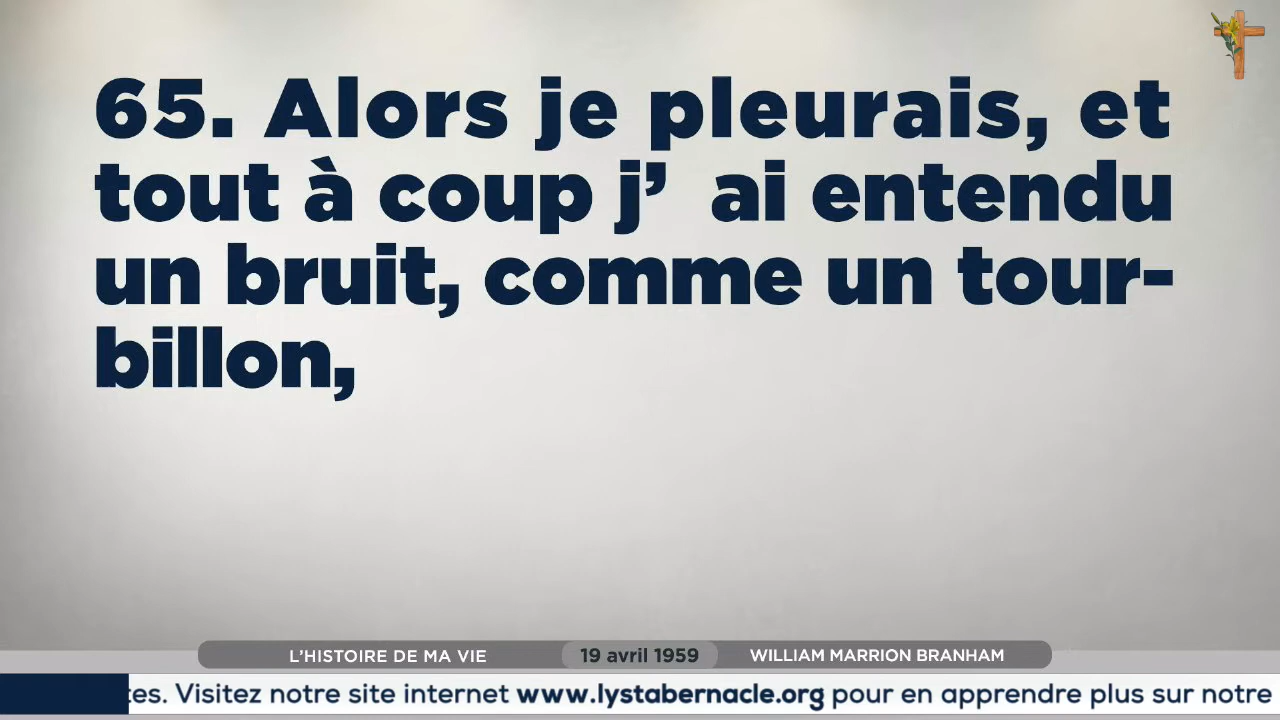 65. Alors je pleurais, et
tout à coup j’ ai entendu
un bruit, comme un tour-
billon,
L’HISTOIRE DE MA VIE 19 avril 1959 WILLIAM MARRION BRANHAM
tes. Visitez notre site internet www.lystabernacle.org pour en apprendre plus sur notre